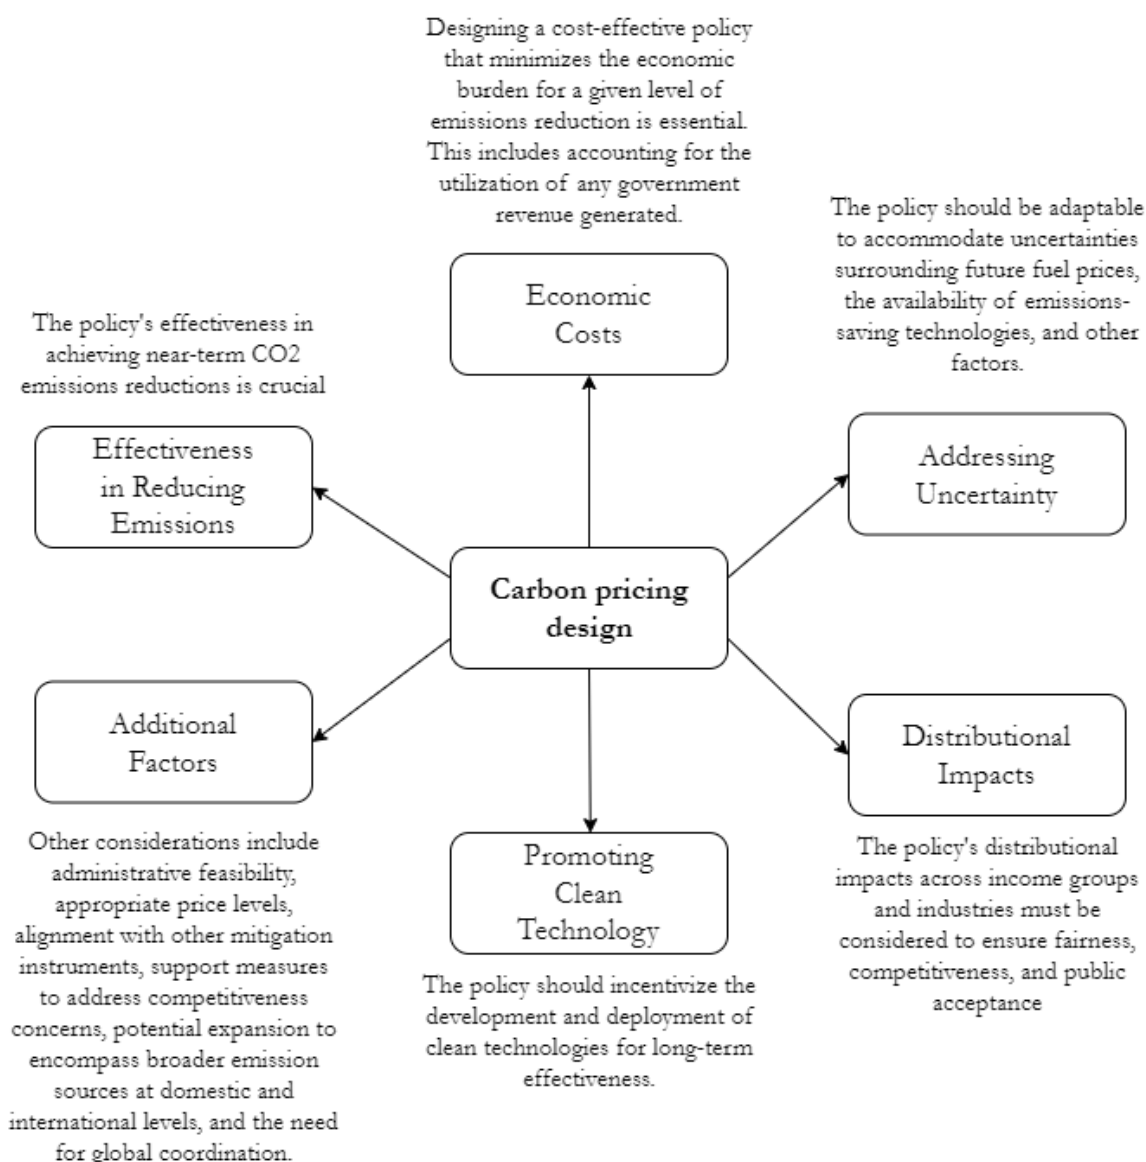 Designing a cost-effective policy
that minimizes the economic
burden for a given level of
emissions reduction is essential.
This includes accounting for the
utilization of any government
revenue generated.
The policy should be adaptable
to accommodate uncertainties
surrounding future fuel prices,
the availability of emissions-
saving technologies, and other
factors.
Economic
Costs
The policy's effectiveness in
achieving near-term CO2
emissions reductions is crucial
Effectiveness
in Reducing
Emissions
Addressing
Uncertainty
Carbon pricing
design
Additional
Factors
Distributional
Impacts
Other considerations include
administrative feasibility,
appropriate price levels,
alignment with other mitigation
instruments, support measures
to address competitiveness
concerns, potential expansion to
encompass broader emission
sources at domestic and
international levels, and the need
for global coordination.
Promoting
Clean
Technology
The policy should incentivize the
development and deployment of
clean technologies for long-term
effectiveness.
The policy's distributional
impacts across income groups
and industries must be
considered to ensure fairness,
competitiveness, and public
acceptance